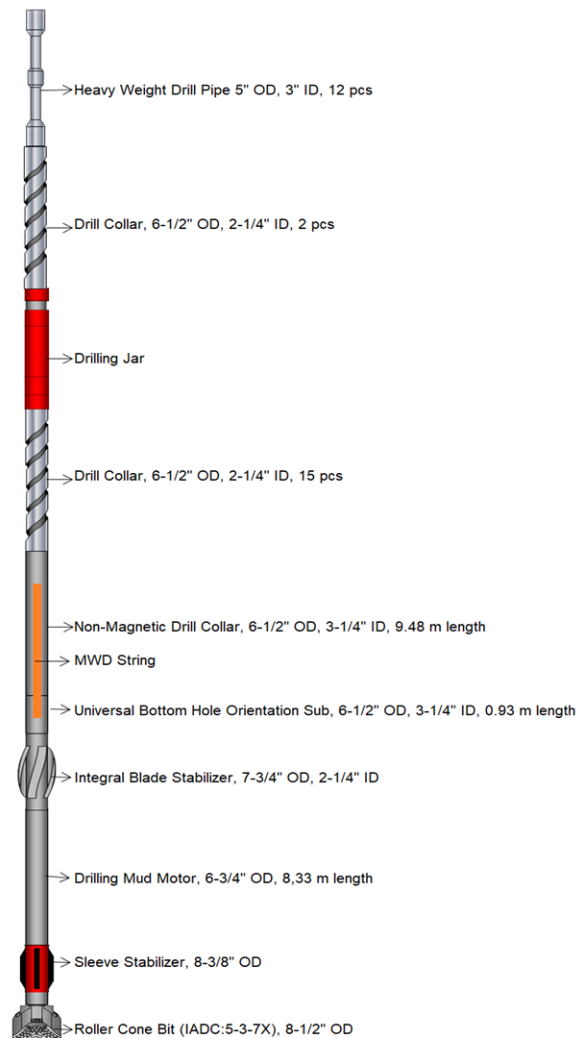 Heavy Weight Drill Pipe 5" OD, 3" ID, 12 pcs
Drill Collar, 6-1/2" OD, 2-1/4" ID, 2 pcs
Drilling Jar
Drill Collar, 6-1/2" OD, 2-1/4" ID, 15 pcs
Non-Magnetic Drill Collar, 6-1/2" OD, 3-1/4" ID, 9.48 m length
MWD String
Universal Bottom Hole Orientation Sub, 6-1/2" OD, 3-1/4" ID, 0.93 m length
Integral Blade Stabilizer, 7-3/4" OD, 2-1/4" ID
Drilling Mud Motor, 6-3/4" OD, 8,33 m length
Sleeve Stabilizer, 8-3/8" OD
Roller Cone Bit (IADC:5-3-7X), 8-1/2" OD